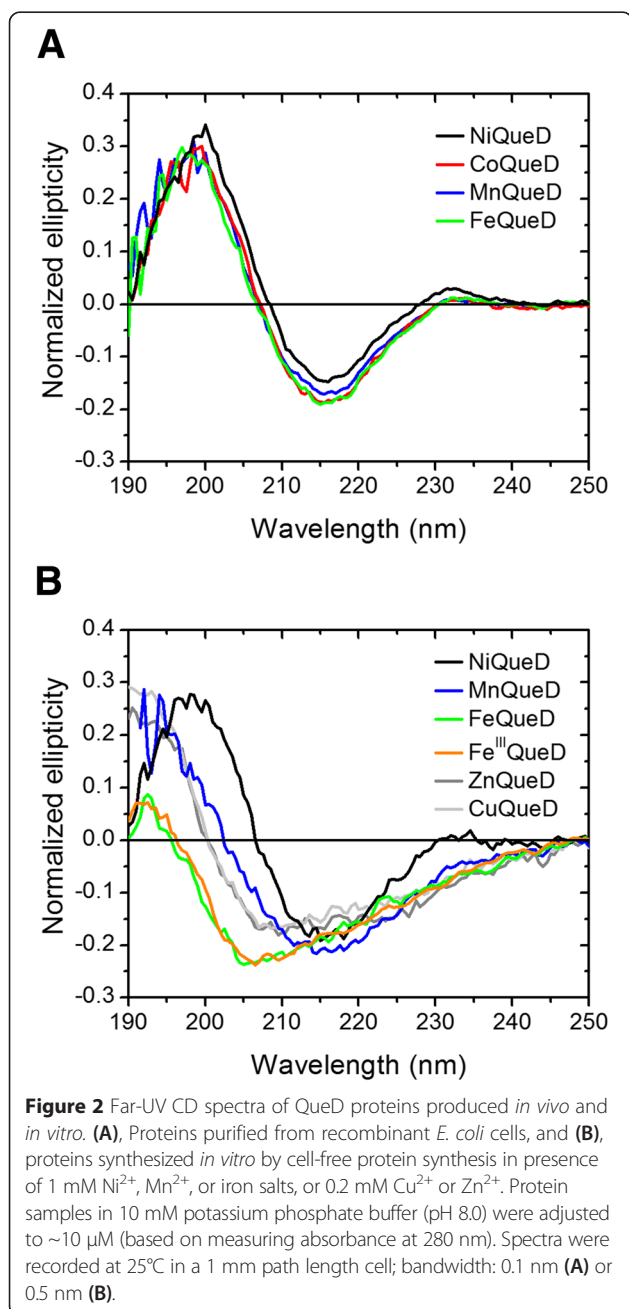 A
0.4
0.3
0.2
0.1
0.0
-0.1
-0.2
-0.3
Normalized ellipticity
NiQueD
CoQueD
MnQueD
FeQueD
190 200 210 220 230 240 250
Wavelength (nm)
B
0.4
0.3
0.2
0.1
0.0
-0.1
-0.2
-0.3
Normalized ellipticity
NiQueD
MnQueD
FeQueD
Fe^III QueD
ZnQueD
CuQueD
190 200 210 220 230 240 250
Wavelength (nm)
Figure 2 Far-UV CD spectra of QueD proteins produced in vivo and
in vitro. (A), Proteins purified from recombinant E. coli cells, and (B),
proteins synthesized in vitro by cell-free protein synthesis in presence
of 1 mM Ni²⁺, Mn²⁺, or iron salts, or 0.2 mM Cu²⁺ or Zn²⁺. Protein
samples in 10 mM potassium phosphate buffer (pH 8.0) were adjusted
to ~10 μM (based on measuring absorbance at 280 nm). Spectra were
recorded at 25°C in a 1 mm path length cell; bandwidth: 0.1 nm (A) or
0.5 nm (B).